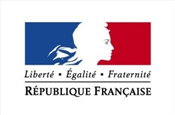 Liberté • Égalité • Fraternité
RÉPUBLIQUE FRANÇAISE